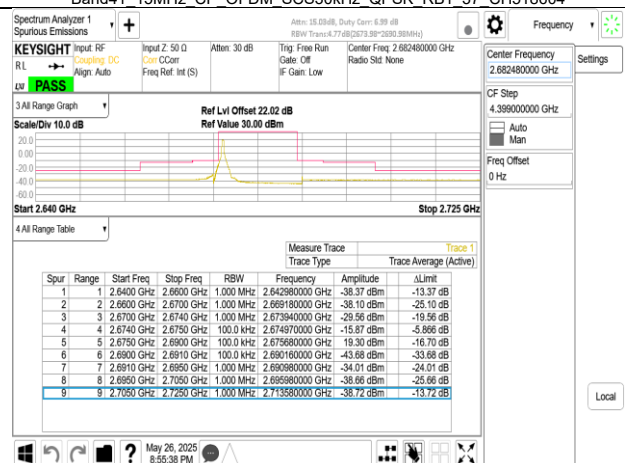 Band41_15MHz_CP_OFDM_SCS30kHz_QPSK_RB1_37_CH518004
Spectrum Analyzer 1
Spurious Emissions
Attn: 15.03dB, Duty Carr: 6.99 dB
RBW Trans:4.77 dB(2673.98~2690.98MHz)
Frequency
KEYSIGHT
Input: RF
Coupling: DC
Align: Auto
Input Z: 50 Ω
Corr CCorr
Freq Ref: Int (S)
Atten: 30 dB
Trig: Free Run
Gate: Off
IF Gain: Low
Center Freq: 2.682480000 GHz
Radio Std: None
RL
LW PASS
Center Frequency
2.682480000 GHz
Settings
CF Step
4.399000000 GHz
Auto
Man
Freq Offset
0 Hz
3 All Range Graph
Scale/Div 10.0 dB
Ref Lvl Offset 22.02 dB
Ref Value 30.00 dBm
20.0
0.00
-20.0
-40.0
-60.0
Start 2.640 GHz
Stop 2.725 GHz
4 All Range Table
Measure Trace Trace 1
Trace Type Trace Average (Active)
Spur Range Start Freq Stop Freq RBW Frequency Amplitude ΔLimit
1 1 2.6400 GHz 2.6600 GHz 1.000 MHz 2.642980000 GHz -38.37 dBm -13.37 dB
2 2 2.6600 GHz 2.6700 GHz 1.000 MHz 2.669180000 GHz -38.10 dBm -25.10 dB
3 3 2.6700 GHz 2.6740 GHz 1.000 MHz 2.673940000 GHz -29.56 dBm -19.56 dB
4 4 2.6740 GHz 2.6750 GHz 100.0 kHz 2.674970000 GHz -15.87 dBm -5.866 dB
5 5 2.6750 GHz 2.6900 GHz 100.0 kHz 2.675680000 GHz 19.30 dBm -16.70 dB
6 6 2.6900 GHz 2.6910 GHz 100.0 kHz 2.690160000 GHz -43.68 dBm -33.68 dB
7 7 2.6910 GHz 2.6950 GHz 1.000 MHz 2.690980000 GHz -34.01 dBm -24.01 dB
8 8 2.6950 GHz 2.7050 GHz 1.000 MHz 2.695980000 GHz -38.66 dBm -25.66 dB
9 9 2.7050 GHz 2.7250 GHz 1.000 MHz 2.713580000 GHz -38.72 dBm -13.72 dB
Local
?
May 26, 2025
8:55:38 PM